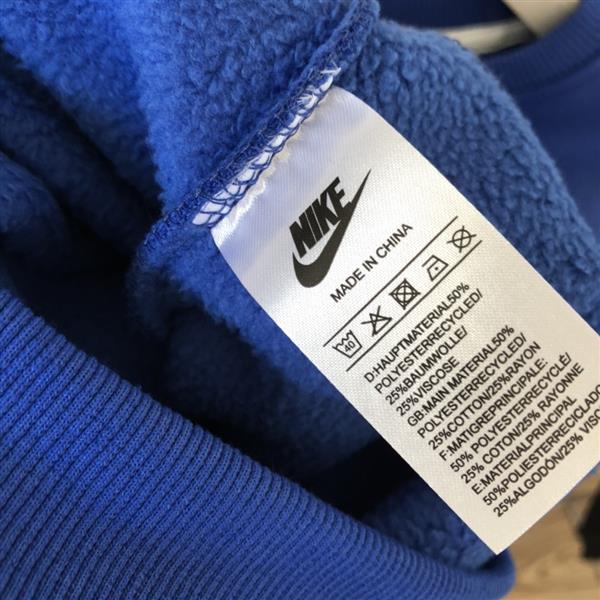 NIKE
MADE IN CHINA
40
D:HAUPTMATERIAL50%
POLYESTERRECYCLED/
25%BAUMWOLLE/
25%VISCOSE
GB:MAIN MATERIAL50%
POLYESTERRECYCLED/
25%COTTON/25%RAYON
F:MATIGREPRINCIPALE:
50% POLYESTERRECYCLÉ/
25% COTON/25% RAYONNE
E:MATERIALPRINCIPAL
50%POLIESTERRECICLADO/
25%ALGODÓN/25% VISCO